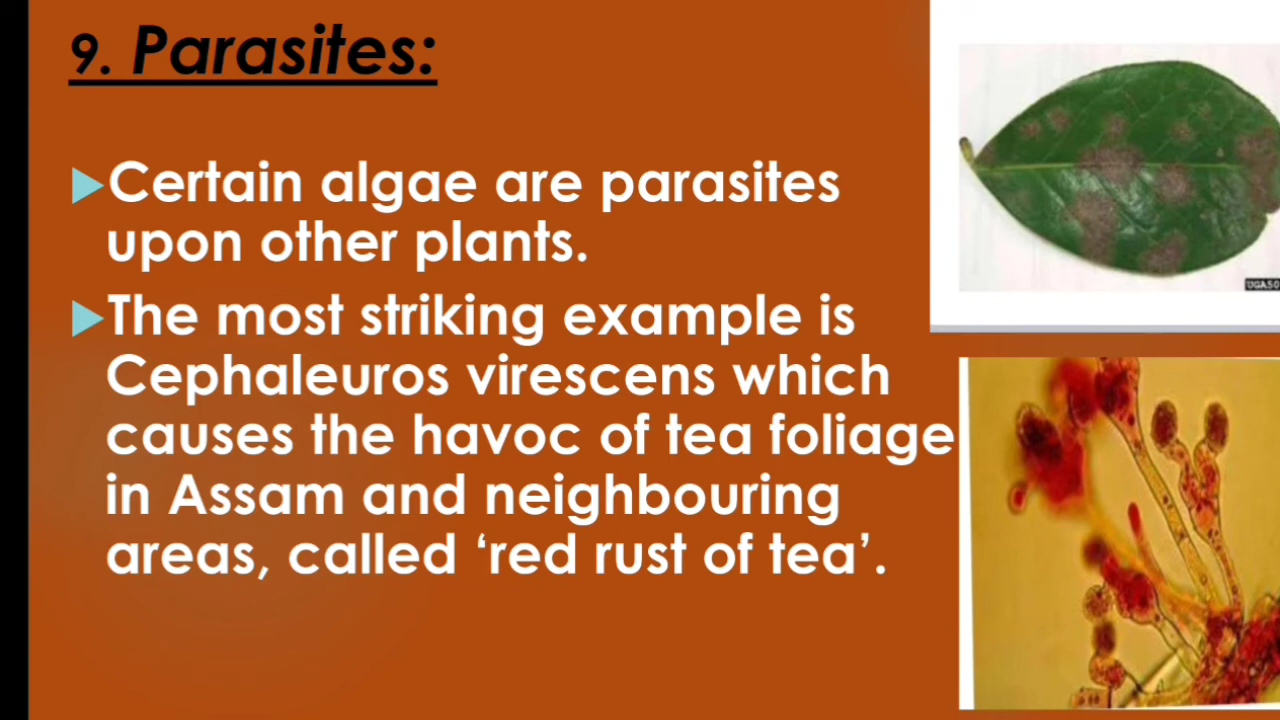 9. Parasites:
Certain algae are parasites
upon other plants.
The most striking example is
Cephaleuros virescens which
causes the havoc of tea foliage
in Assam and neighbouring
areas, called ‘red rust of tea’.
UGA50